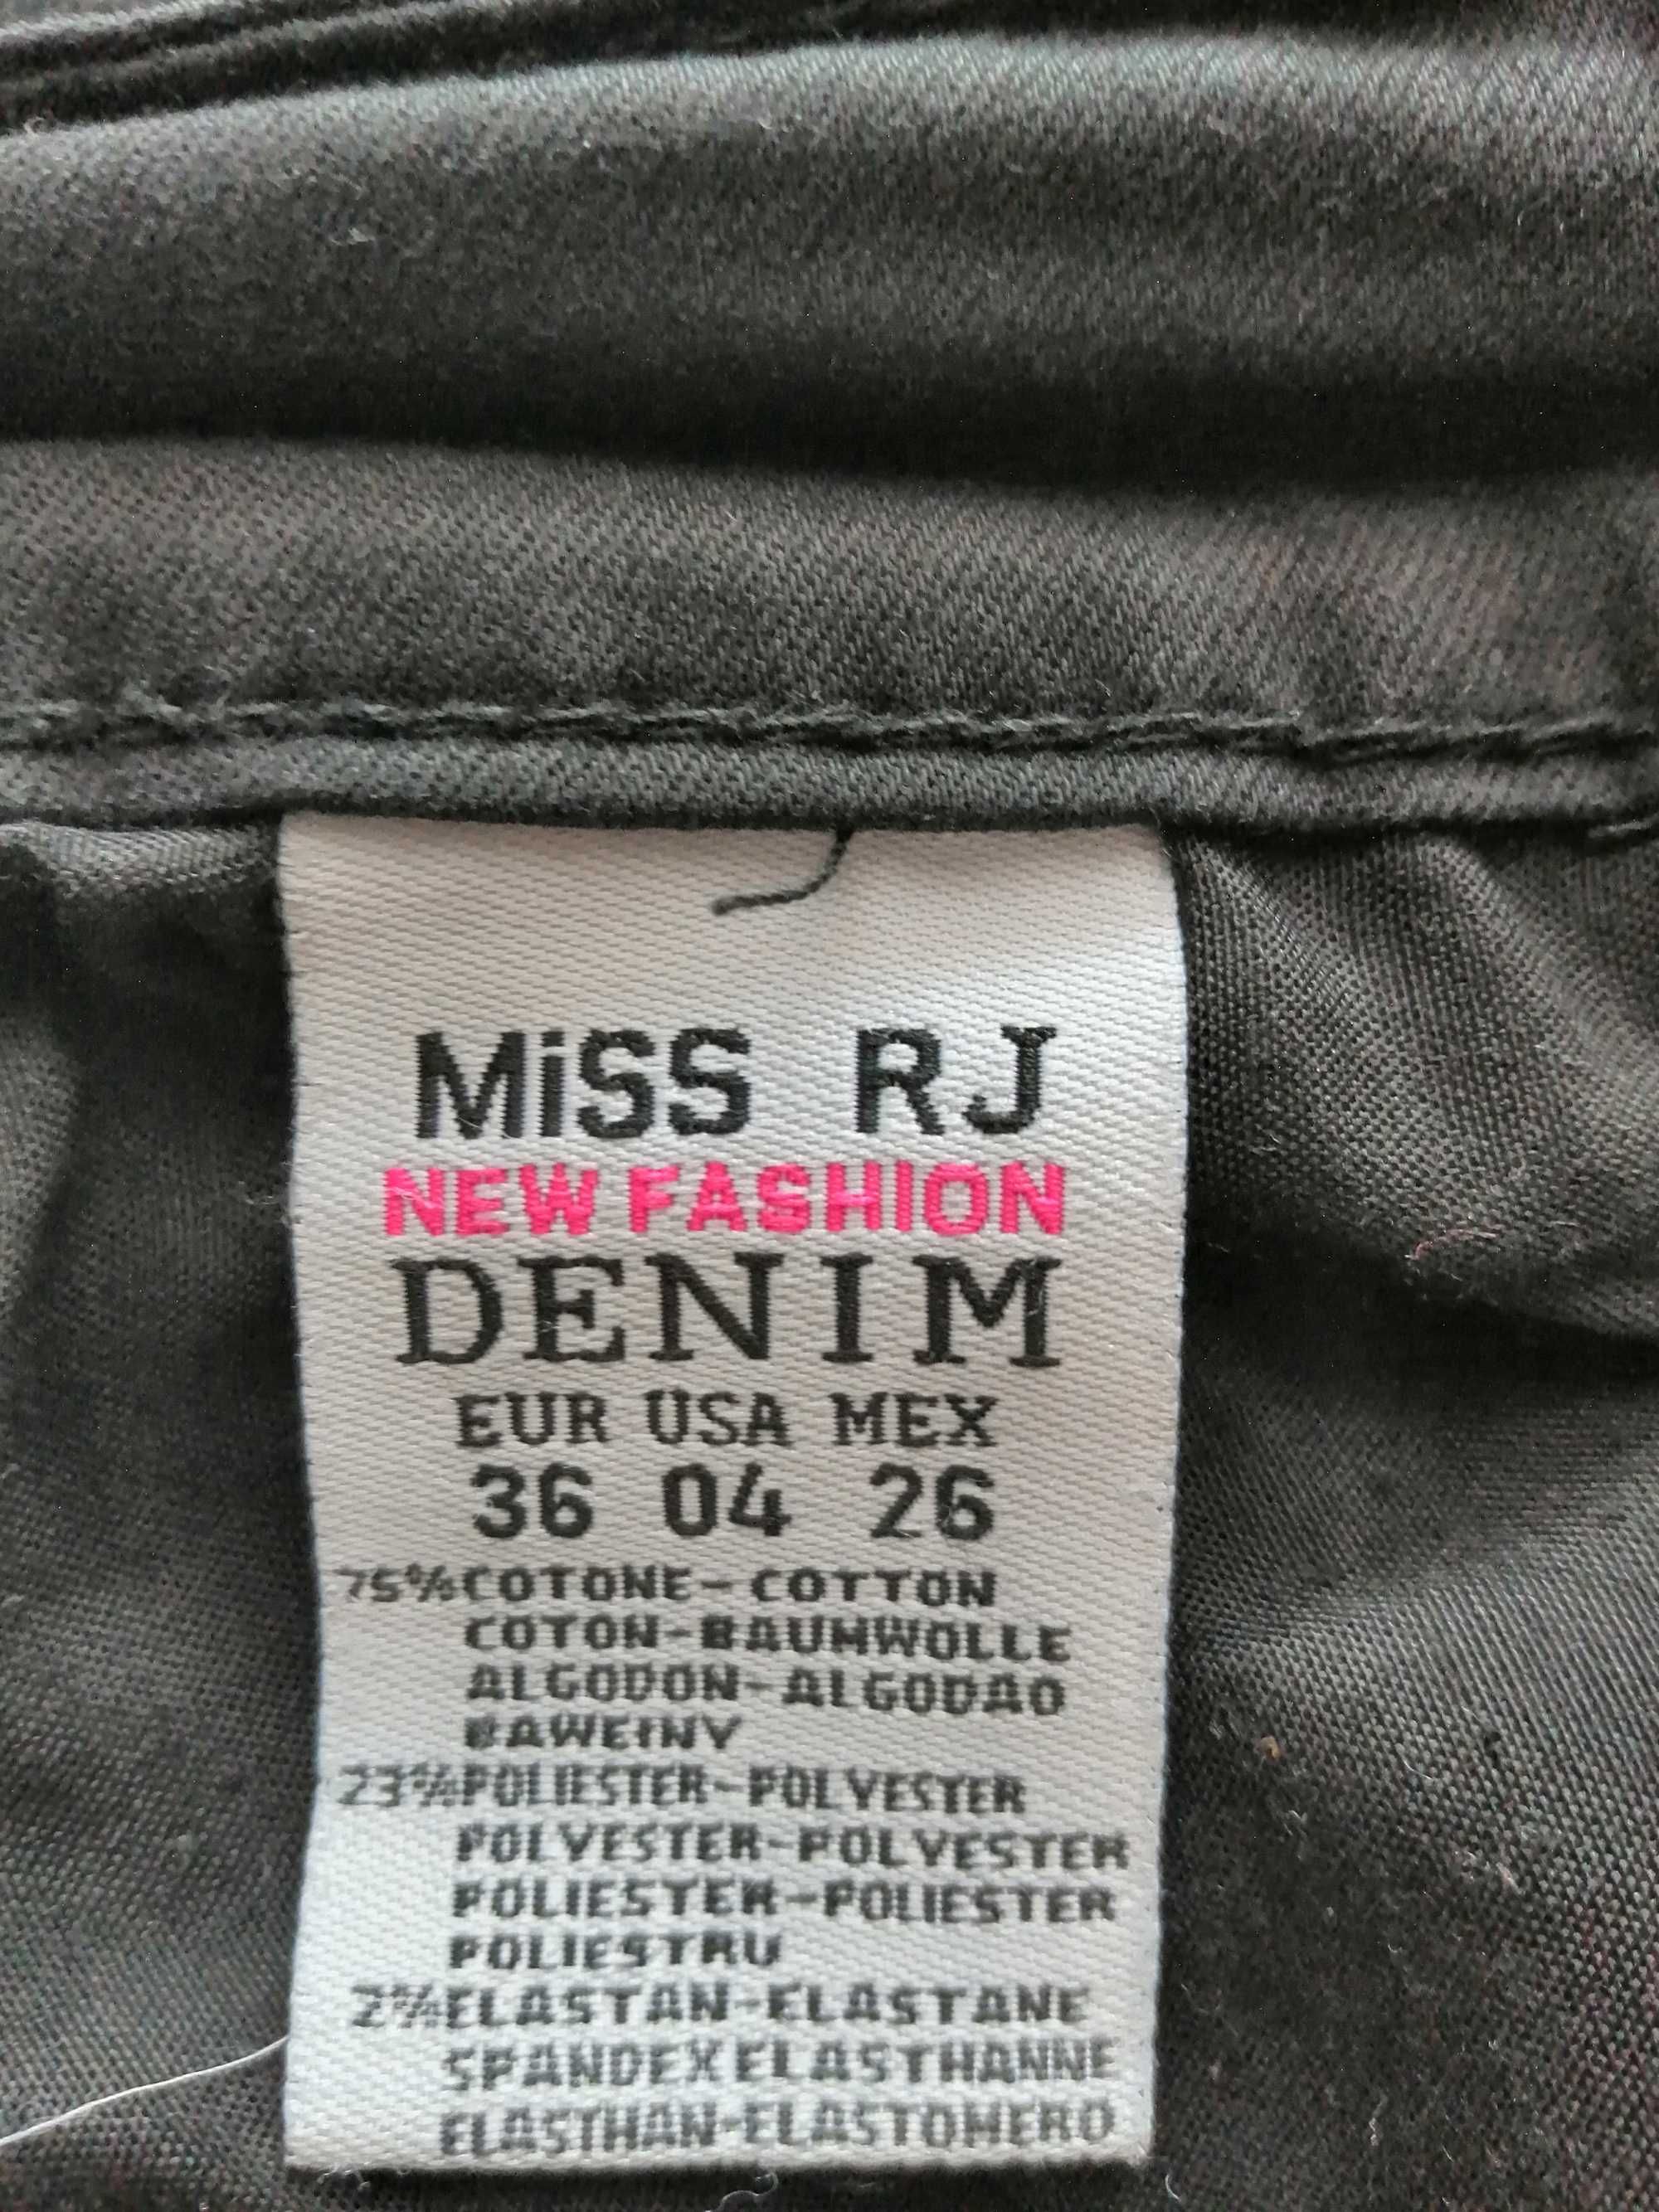 MiSS RJ
NEW FASHION
DENIM
EUR USA MEX
36 04 26
75%COTONE-COTTON
COTON-BAUMWOLLE
ALGODON-ALGODAO
BAWEINY
23%POLIESTER-POLYESTER
POLYESTER-POLYESTER
POLIESTER-POLIESTER
POLIESTRU
2%ELASTAN-ELASTANE
SPANDEXELASTHANNE
ELASTHAN-ELASTOMERO